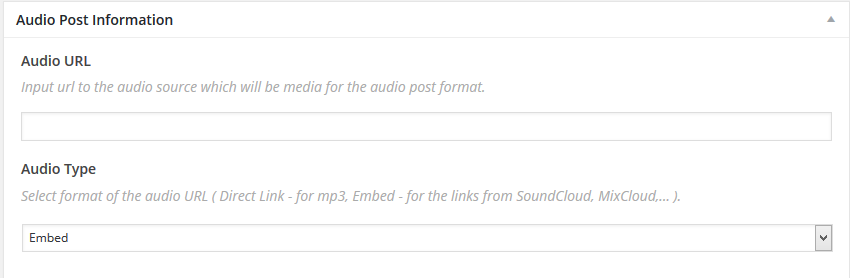 Audio Post Information
Audio URL
Input url to the audio source which will be media for the audio post format.
Audio Type
Select format of the audio URL ( Direct Link - for mp3, Embed - for the links from SoundCloud, MixCloud,... ).
Embed